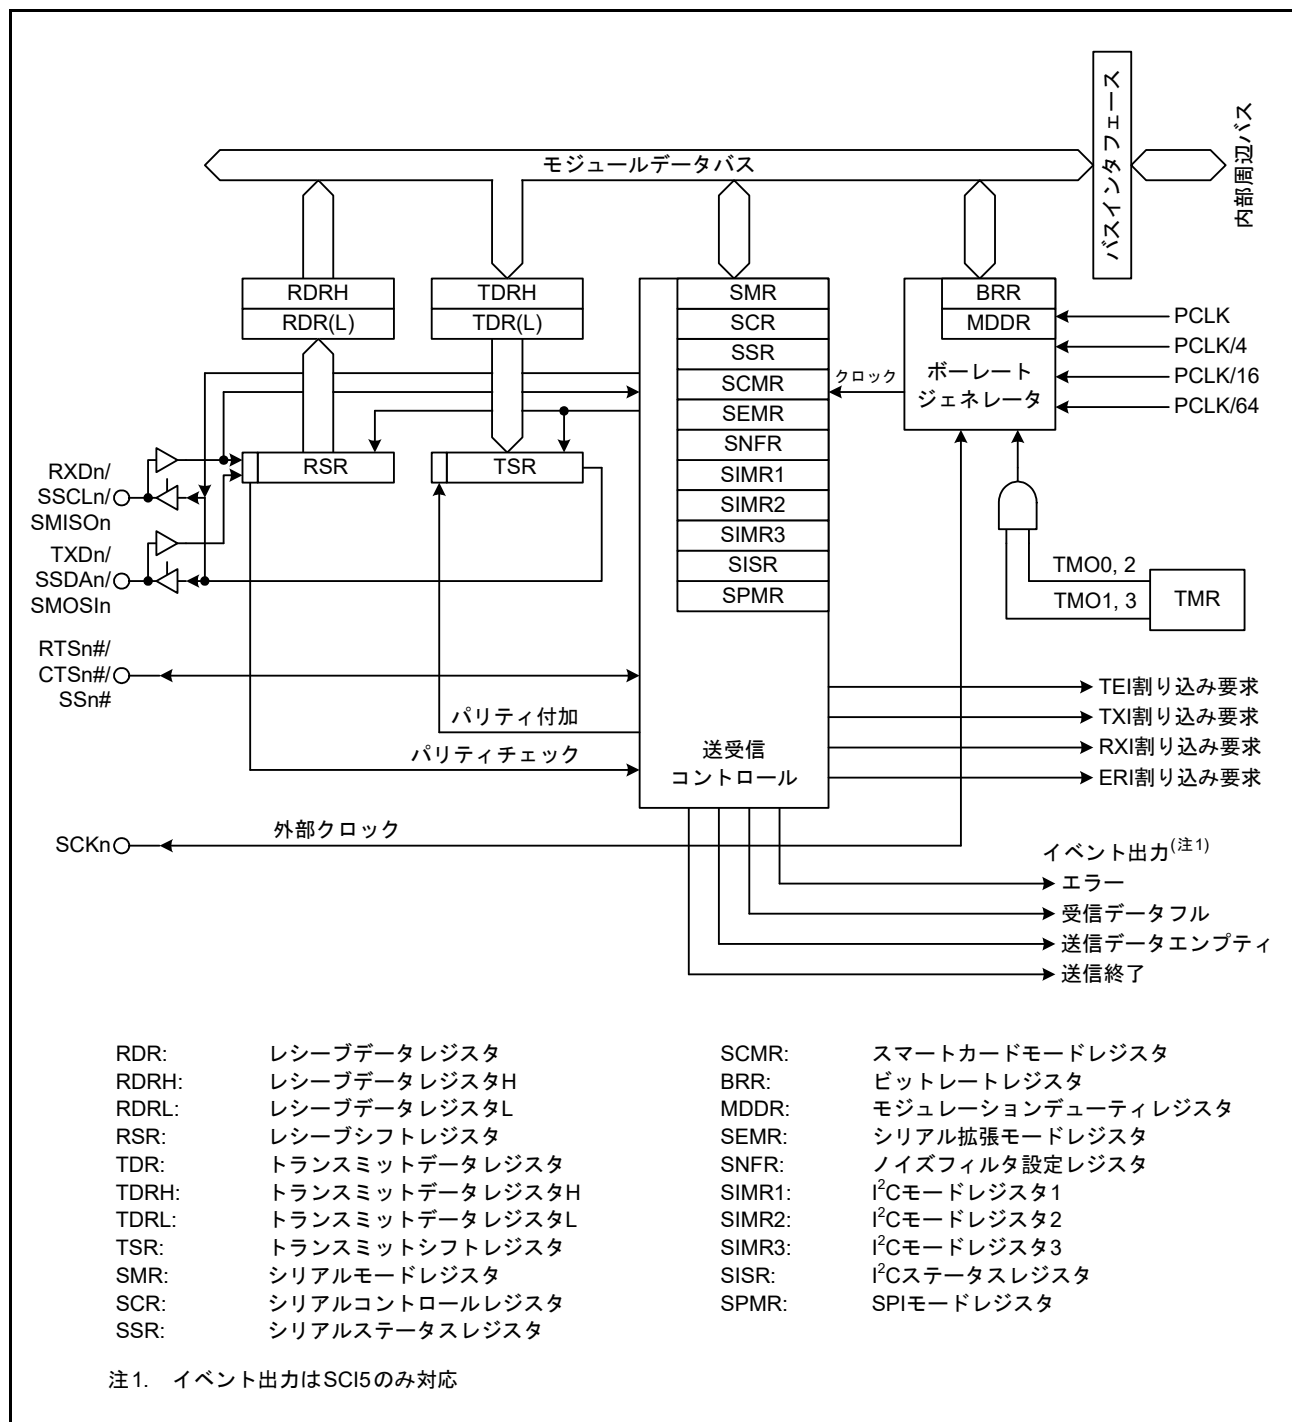 モジュールデータバス
バスインタフェース
内部周辺バス
RDRH
RDR(L)
TDRH
TDR(L)
SMR
SCR
SSR
SCMR
SEMR
SNFR
SIMR1
SIMR2
SIMR3
SISR
SPMR
送受信
コントロール
BRR
MDDR
ボーレート
ジェネレータ
クロック
PCLK
PCLK/4
PCLK/16
PCLK/64
RSR
TSR
RXDn/
SSCLn/
SMISOn
TXDn/
SSDAn/
SMOSIn
RTSn#/
CTSn#/
SSn#
TMO0, 2
TMO1, 3
TMR
パリティ付加
パリティチェック
TEI割り込み要求
TXI割り込み要求
RXI割り込み要求
ERI割り込み要求
SCKn
外部クロック
イベント出力(注1)
エラー
受信データフル
送信データエンプティ
送信終了
RDR: レシーブデータレジスタ
RDRH: レシーブデータレジスタH
RDRL: レシーブデータレジスタL
RSR: レシーブシフトレジスタ
TDR: トランスミットデータレジスタ
TDRH: トランスミットデータレジスタH
TDRL: トランスミットデータレジスタL
TSR: トランスミットシフトレジスタ
SMR: シリアルモードレジスタ
SCR: シリアルコントロールレジスタ
SSR: シリアルステータスレジスタ
SCMR: スマートカードモードレジスタ
BRR: ビットレートレジスタ
MDDR: モジュレーションデューティレジスタ
SEMR: シリアル拡張モードレジスタ
SNFR: ノイズフィルタ設定レジスタ
SIMR1: I²Cモードレジスタ1
SIMR2: I²Cモードレジスタ2
SIMR3: I²Cモードレジスタ3
SISR: I²Cステータスレジスタ
SPMR: SPIモードレジスタ
注1. イベント出力はSCI5のみ対応